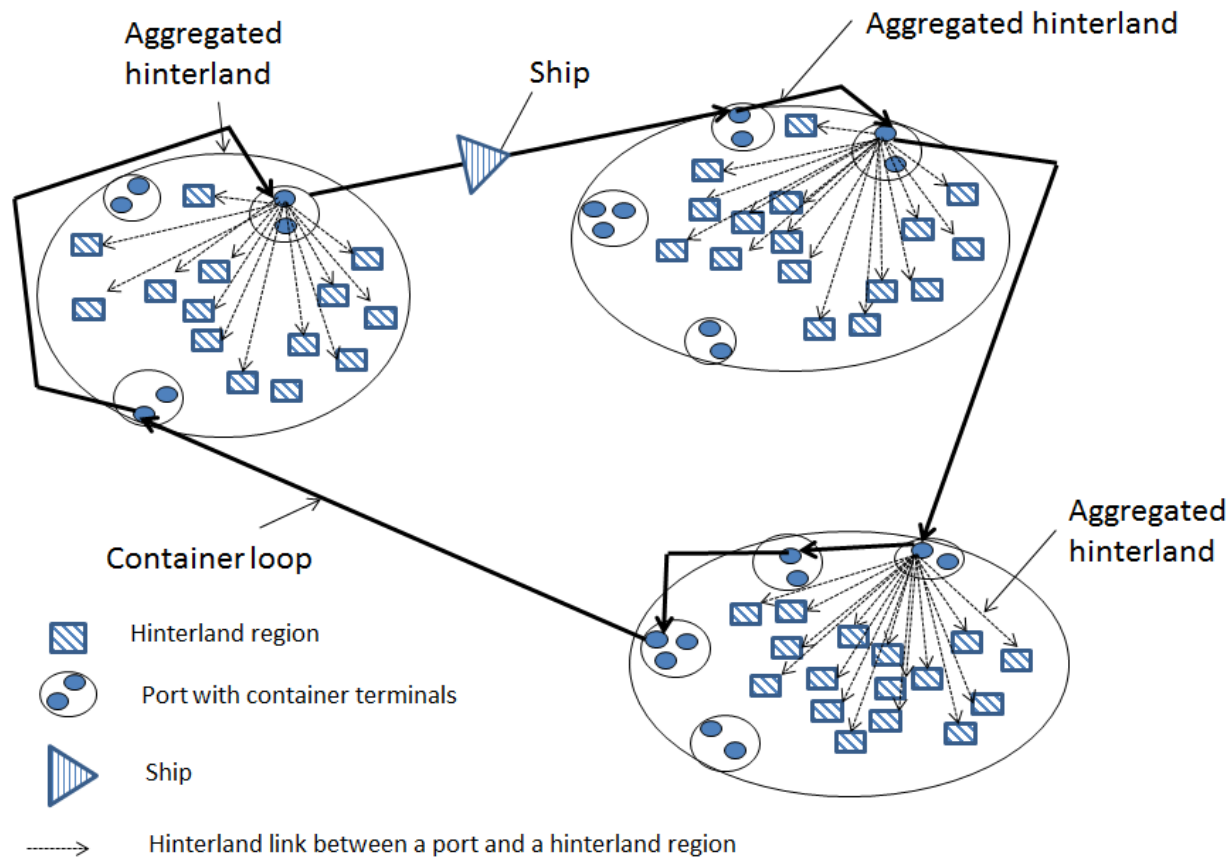 Aggregated
hinterland
Ship
Aggregated hinterland
Aggregated
hinterland
Container loop
Hinterland region
Port with container terminals
Ship
Hinterland link between a port and a hinterland region